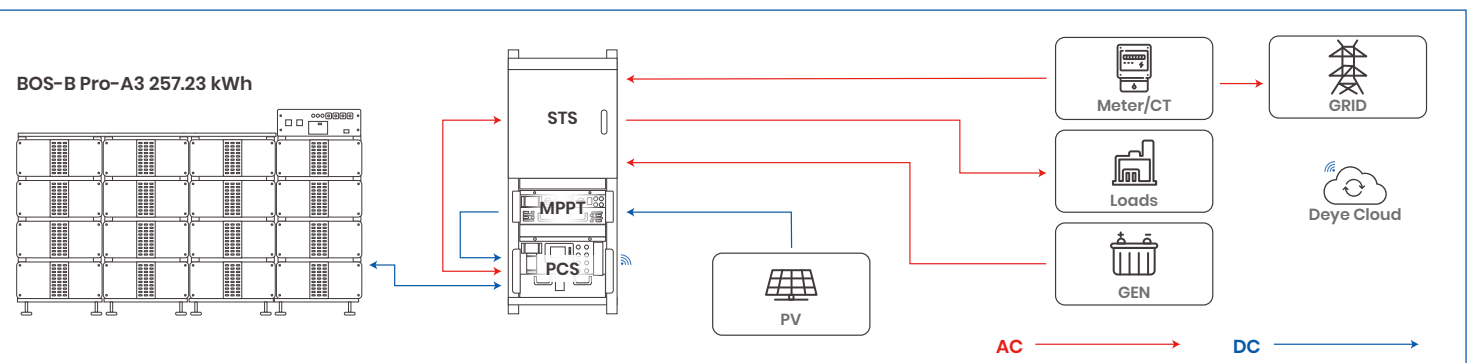 BOS-B Pro-A3 257.23 kWh
STS
MPPT
PCS
PV
Meter/CT
GRID
Loads
Deye Cloud
GEN
AC
DC